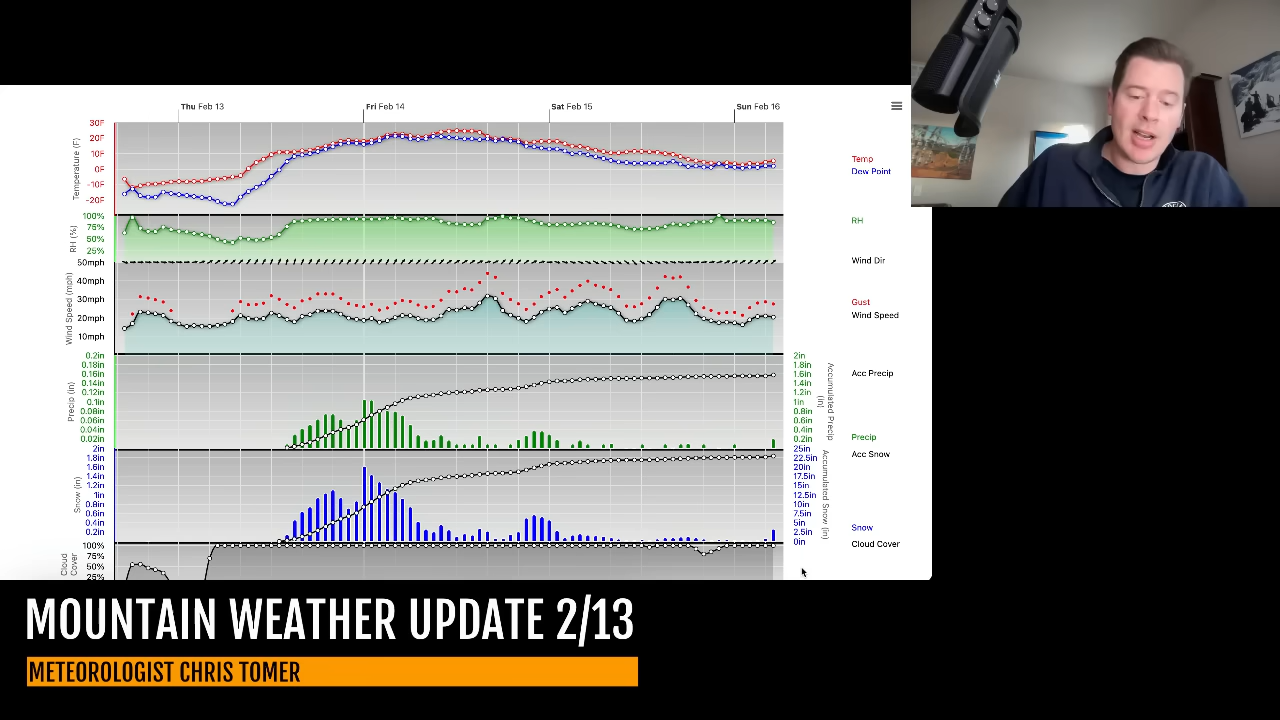 Thu Feb 13
Fri Feb 14
Sat Feb 15
Sun Feb 16
Temperature (F)
30F
20F
10F
0F
-10F
-20F
Temp
Dew Point
RH (%)
100%
75%
50%
25%
RH
Wind Dir
Wind Speed (mph)
50mph
40mph
30mph
20mph
10mph
Gust
Wind Speed
Precip (in)
0.2in
0.18in
0.16in
0.14in
0.12in
0.1in
0.08in
0.06in
0.04in
0.02in
2in
1.8in
1.6in
1.4in
1.2in
1in
0.8in
0.6in
0.4in
0.2in
Accumulated Precip
(in)
Acc Precip
Precip
Snow (in)
2in
1.8in
1.6in
1.4in
1.2in
1in
0.8in
0.6in
0.4in
0.2in
25in
22.5in
20in
17.5in
15in
12.5in
10in
7.5in
5in
2.5in
0in
Accumulated Snow (in)
Acc Snow
Snow
Cloud
Cover
100%
75%
50%
25%
Cloud Cover
MOUNTAIN WEATHER UPDATE 2/13
METEOROLOGIST CHRIS TOMER